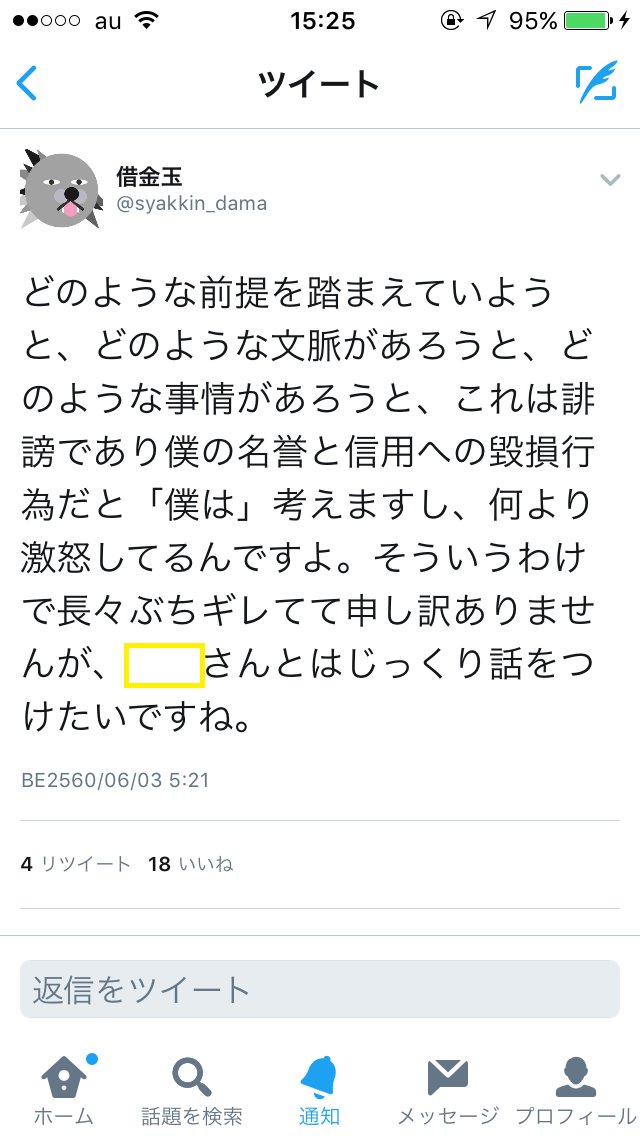 au 15:25 95%
ツイート
借金玉
@syakkin_dama
どのような前提を踏まえていよう
と、どのような文脈があろうと、ど
のような事情があろうと、これは誹
謗であり僕の名誉と信用への毀損行
為だと「僕は」考えますし、何より
激怒してるんですよ。そういうわけ
で長々ぶちギレてて申し訳ありませ
んが、さんとはじっくり話をつ
けたいですね。
BE2560/06/03 5:21
4 リツイート 18 いいね
返信をツイート
ホーム 話題を検索 通知 メッセージ プロフィール